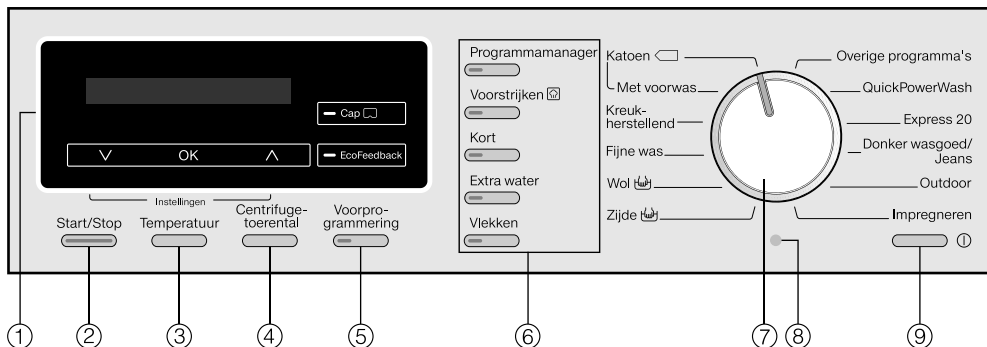 Cap
OK
EcoFeedback
Instellingen
Start/Stop
Temperatuur
Centrifuge-
toerental
Voorpro-
grammering
Programmamanager
Voorstrijken
Kort
Extra water
Vlekken
Katoen
Met voorwas
Kreuk-
herstellend
Fijne was
Wol
Zijde
Overige programma's
QuickPowerWash
Express 20
Donker wasgoed/
Jeans
Outdoor
Impregneren
① ② ③ ④ ⑤ ⑥ ⑦ ⑧ ⑨